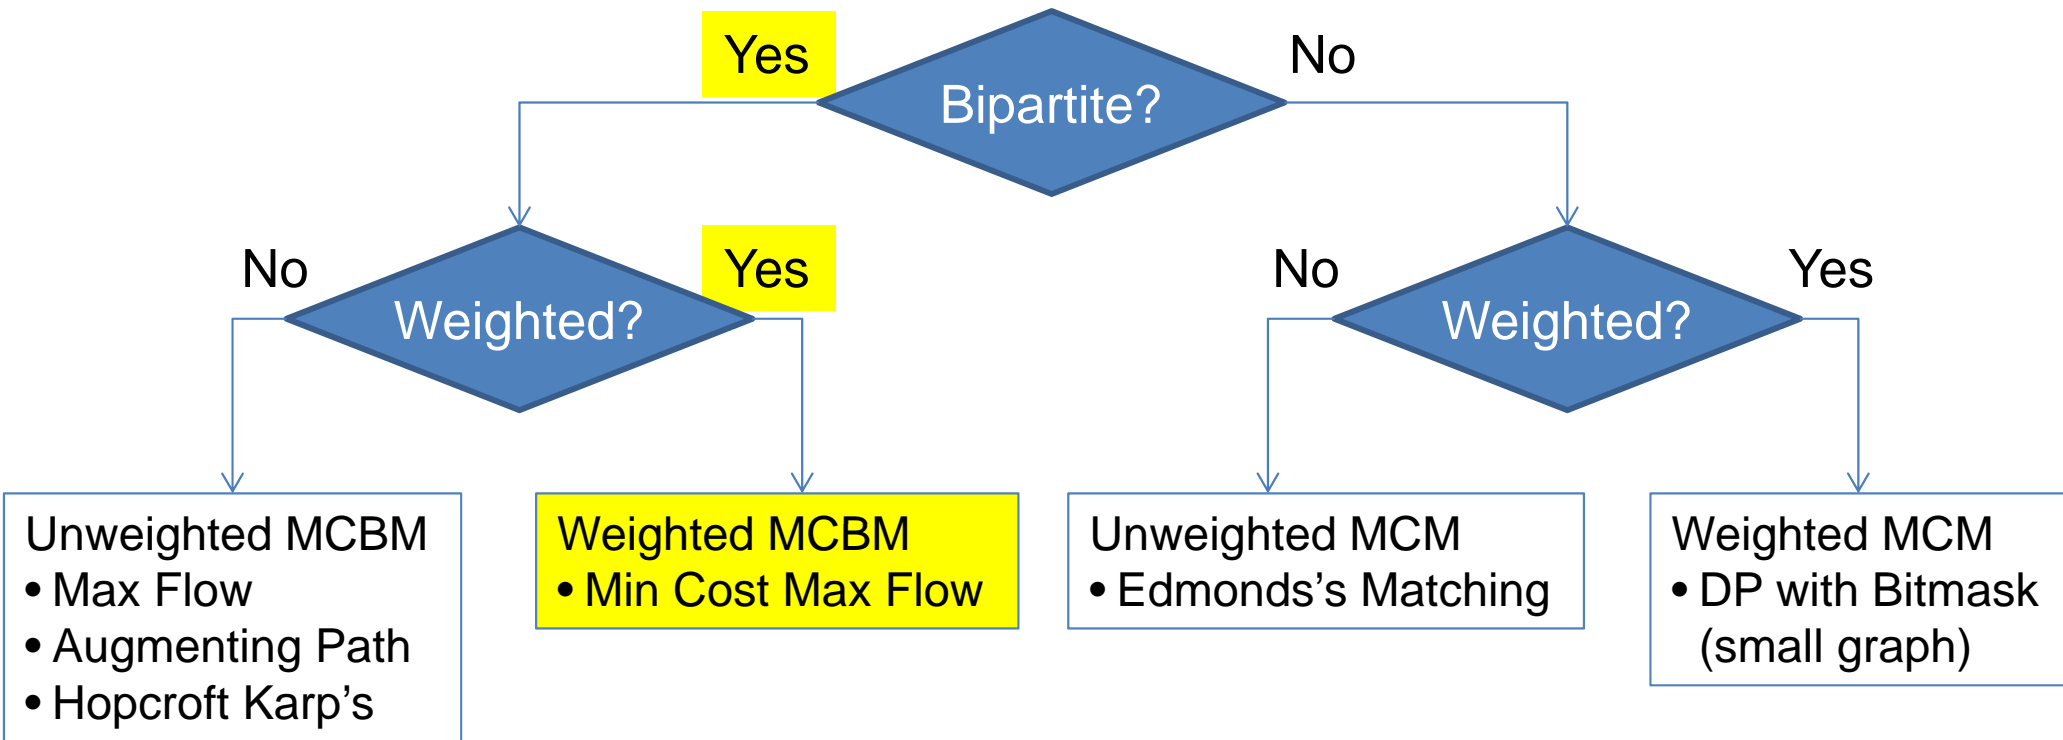 Yes
No
Bipartite?
No
Yes
No
Yes
Weighted?
Weighted?
Unweighted MCBM
• Max Flow
• Augmenting Path
• Hopcroft Karp’s
Weighted MCBM
• Min Cost Max Flow
Unweighted MCM
• Edmonds’s Matching
Weighted MCM
• DP with Bitmask
(small graph)